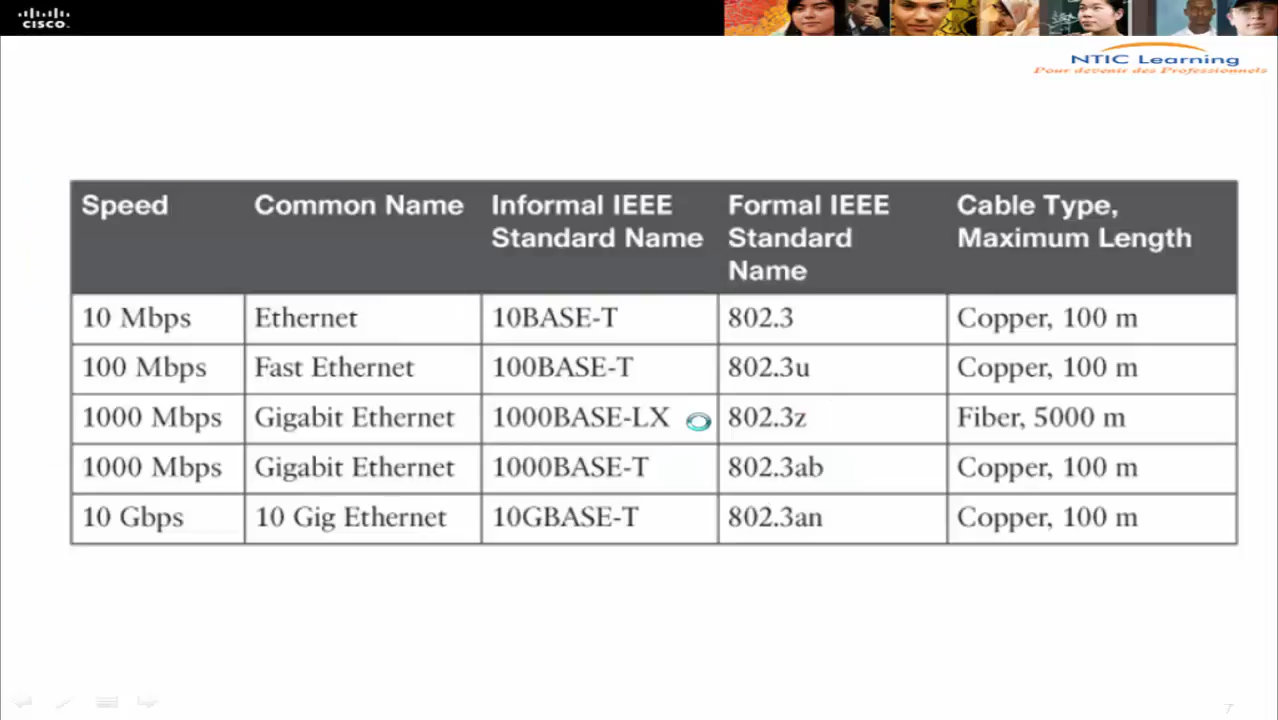 CISCO
NTIC Learning
Pour devenir des Professionnels
Speed
Common Name
Informal IEEE
Standard Name
Formal IEEE
Standard
Name
Cable Type,
Maximum Length
10 Mbps
Ethernet
10BASE-T
802.3
Copper, 100 m
100 Mbps
Fast Ethernet
100BASE-T
802.3u
Copper, 100 m
1000 Mbps
Gigabit Ethernet
1000BASE-LX
802.3z
Fiber, 5000 m
1000 Mbps
Gigabit Ethernet
1000BASE-T
802.3ab
Copper, 100 m
10 Gbps
10 Gig Ethernet
10GBASE-T
802.3an
Copper, 100 m
7